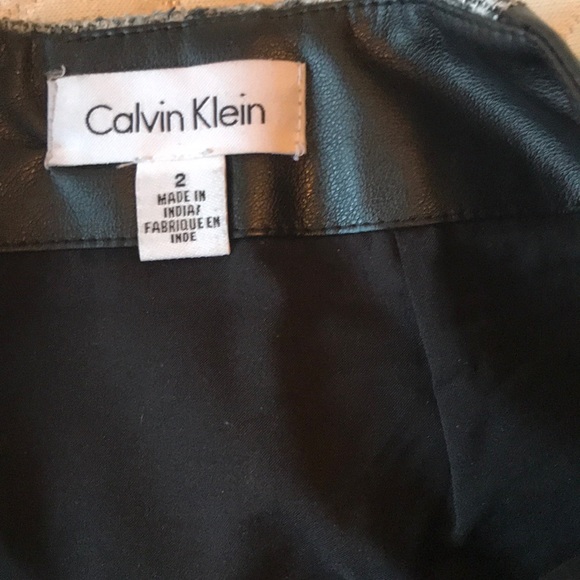 Calvin Klein
2
MADE IN
INDIA/
FABRIQUE EN
INDE